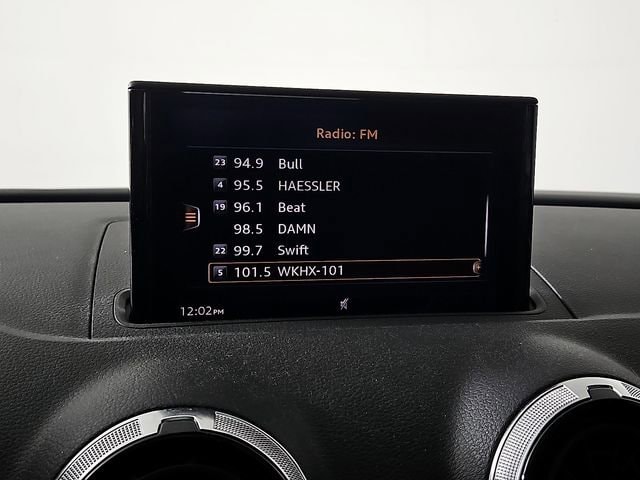 Radio: FM
23 94.9 Bull
4 95.5 HAESSLER
19 96.1 Beat
98.5 DAMN
22 99.7 Swift
5 101.5 WKHX-101
12:02PM